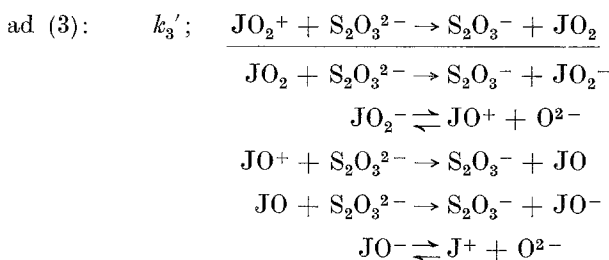 ad (3): k₃′; JO₂⁺ + S₂O₃²⁻ → S₂O₃⁻ + JO₂
JO₂ + S₂O₃²⁻ → S₂O₃⁻ + JO₂⁻
JO₂⁻ ⇌ JO⁺ + O²⁻
JO⁺ + S₂O₃²⁻ → S₂O₃⁻ + JO
JO + S₂O₃²⁻ → S₂O₃⁻ + JO⁻
JO⁻ ⇌ J⁺ + O²⁻